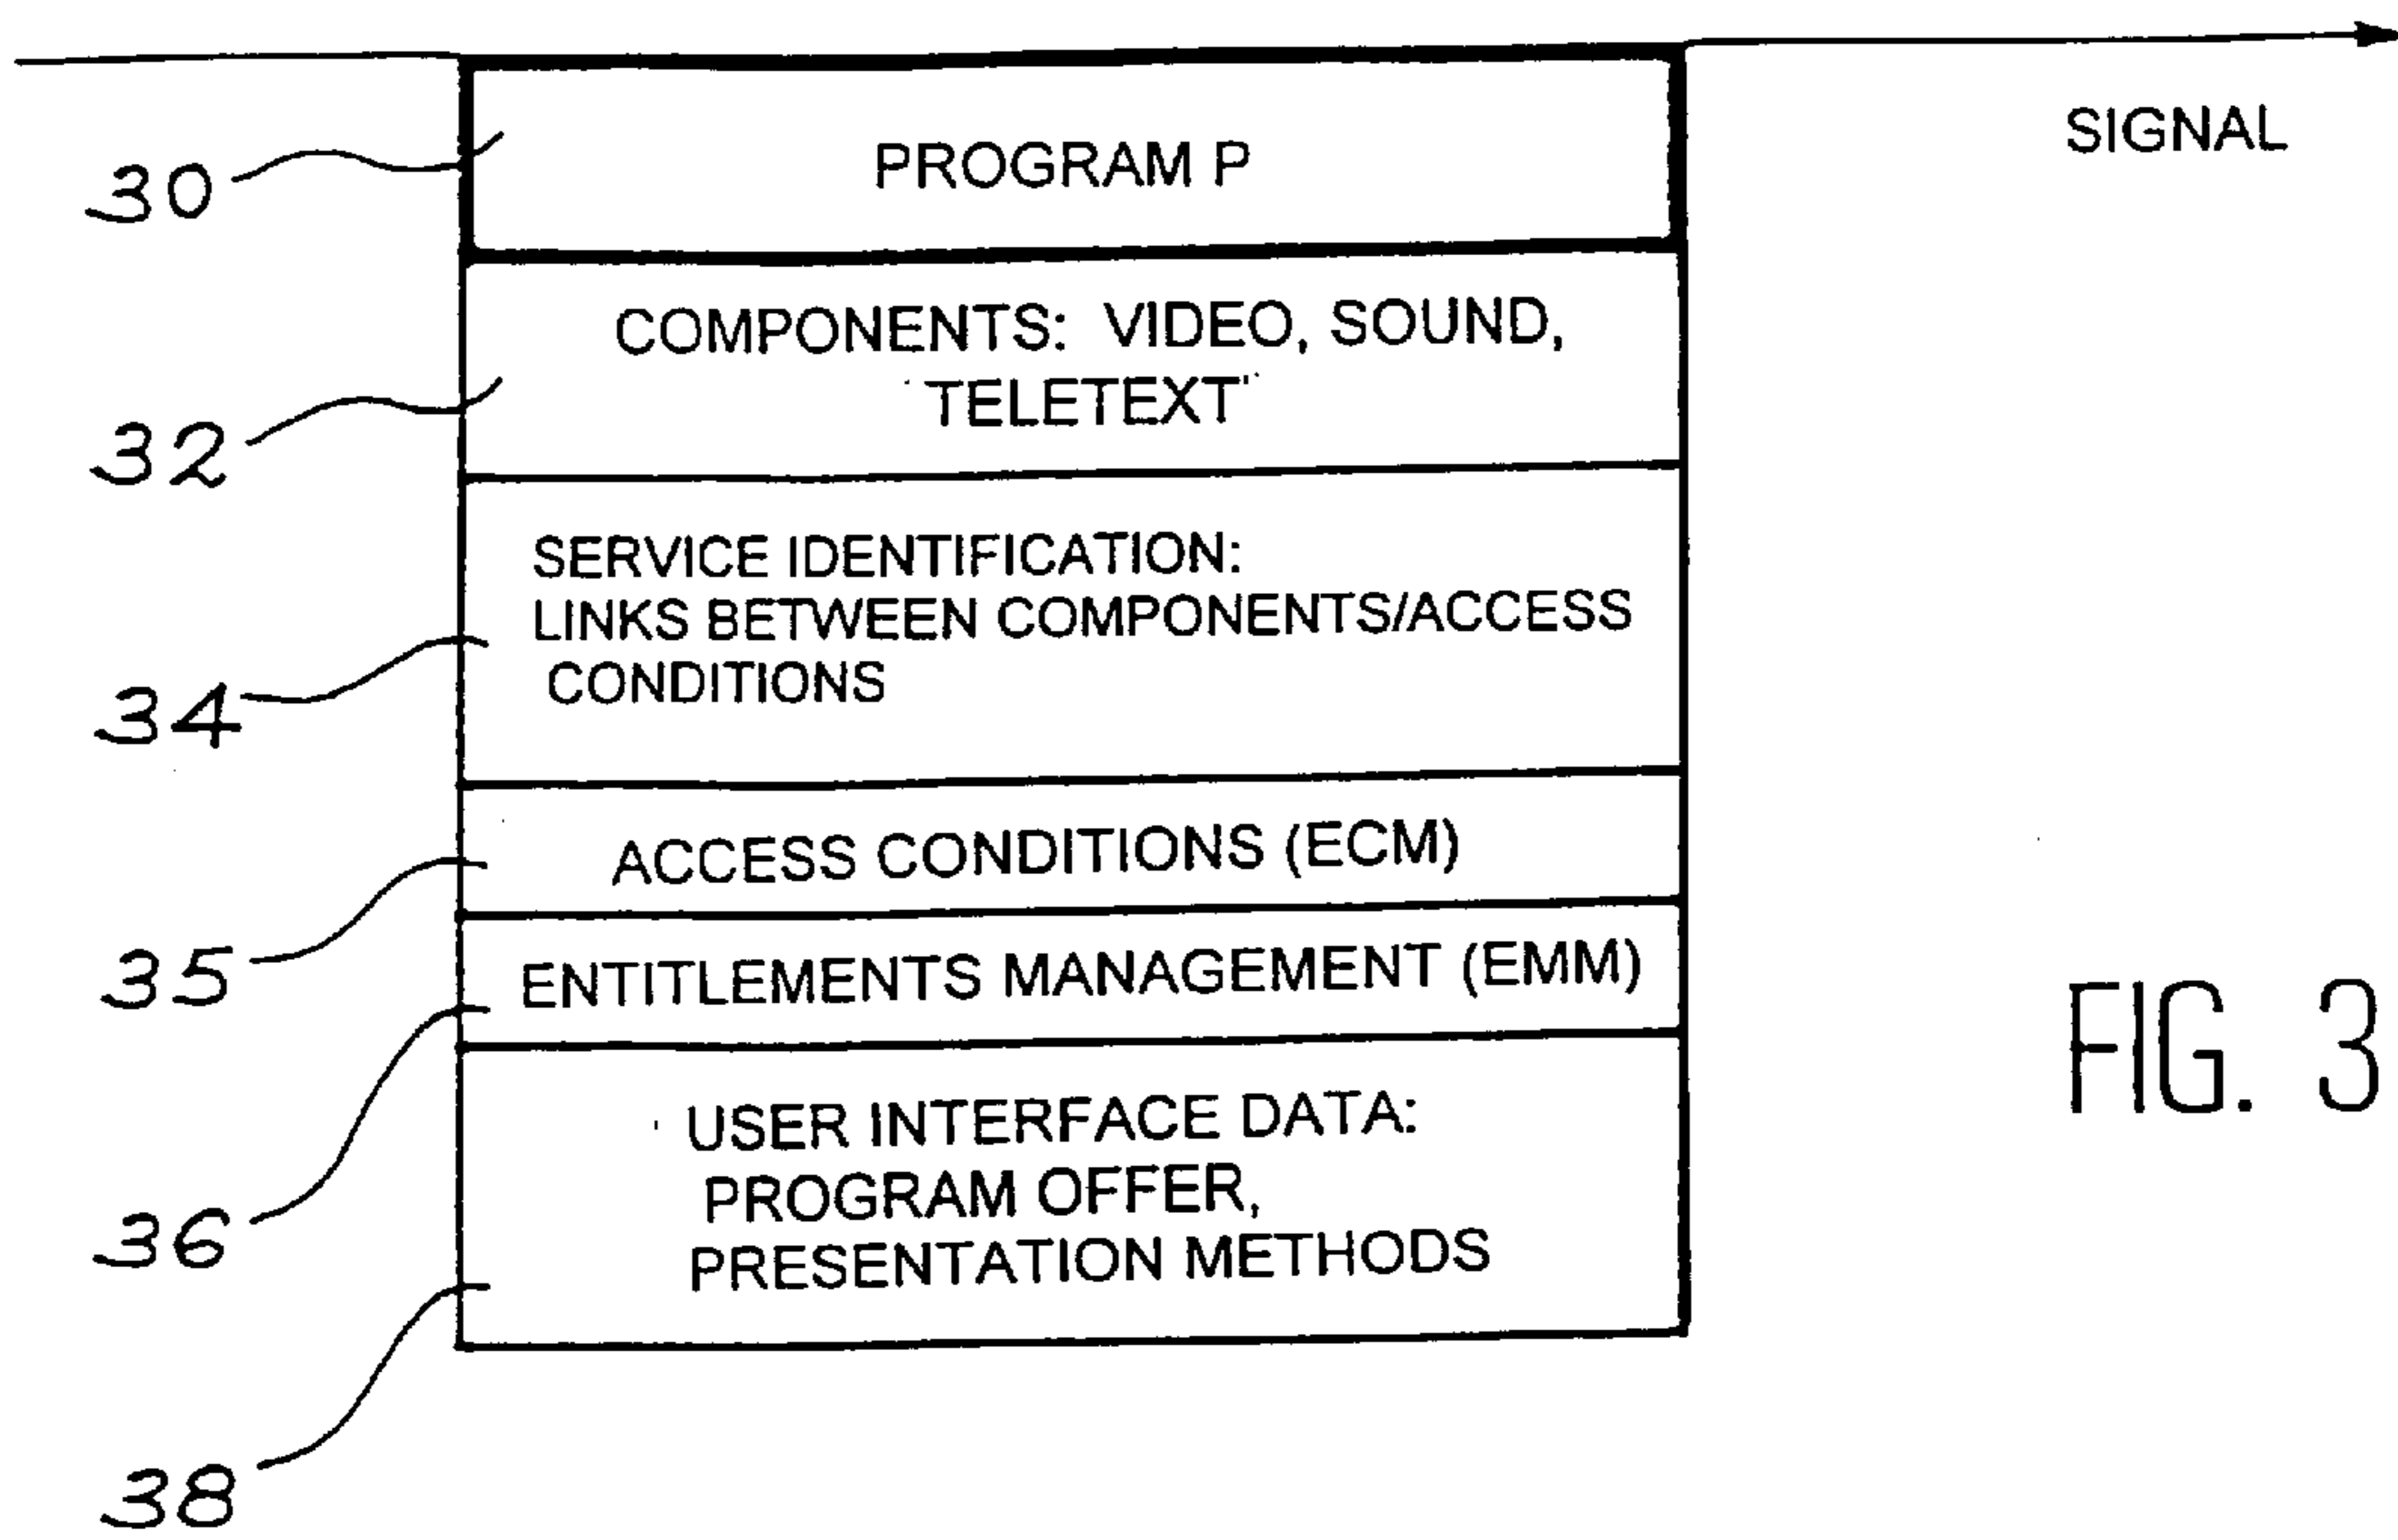 SIGNAL
30
PROGRAM P
COMPONENTS: VIDEO, SOUND,
TELETEXT
32
SERVICE IDENTIFICATION:
LINKS BETWEEN COMPONENTS/ACCESS
CONDITIONS
34
ACCESS CONDITIONS (ECM)
35
ENTITLEMENTS MANAGEMENT (EMM)
36
USER INTERFACE DATA:
PROGRAM OFFER,
PRESENTATION METHODS
38
FIG. 3